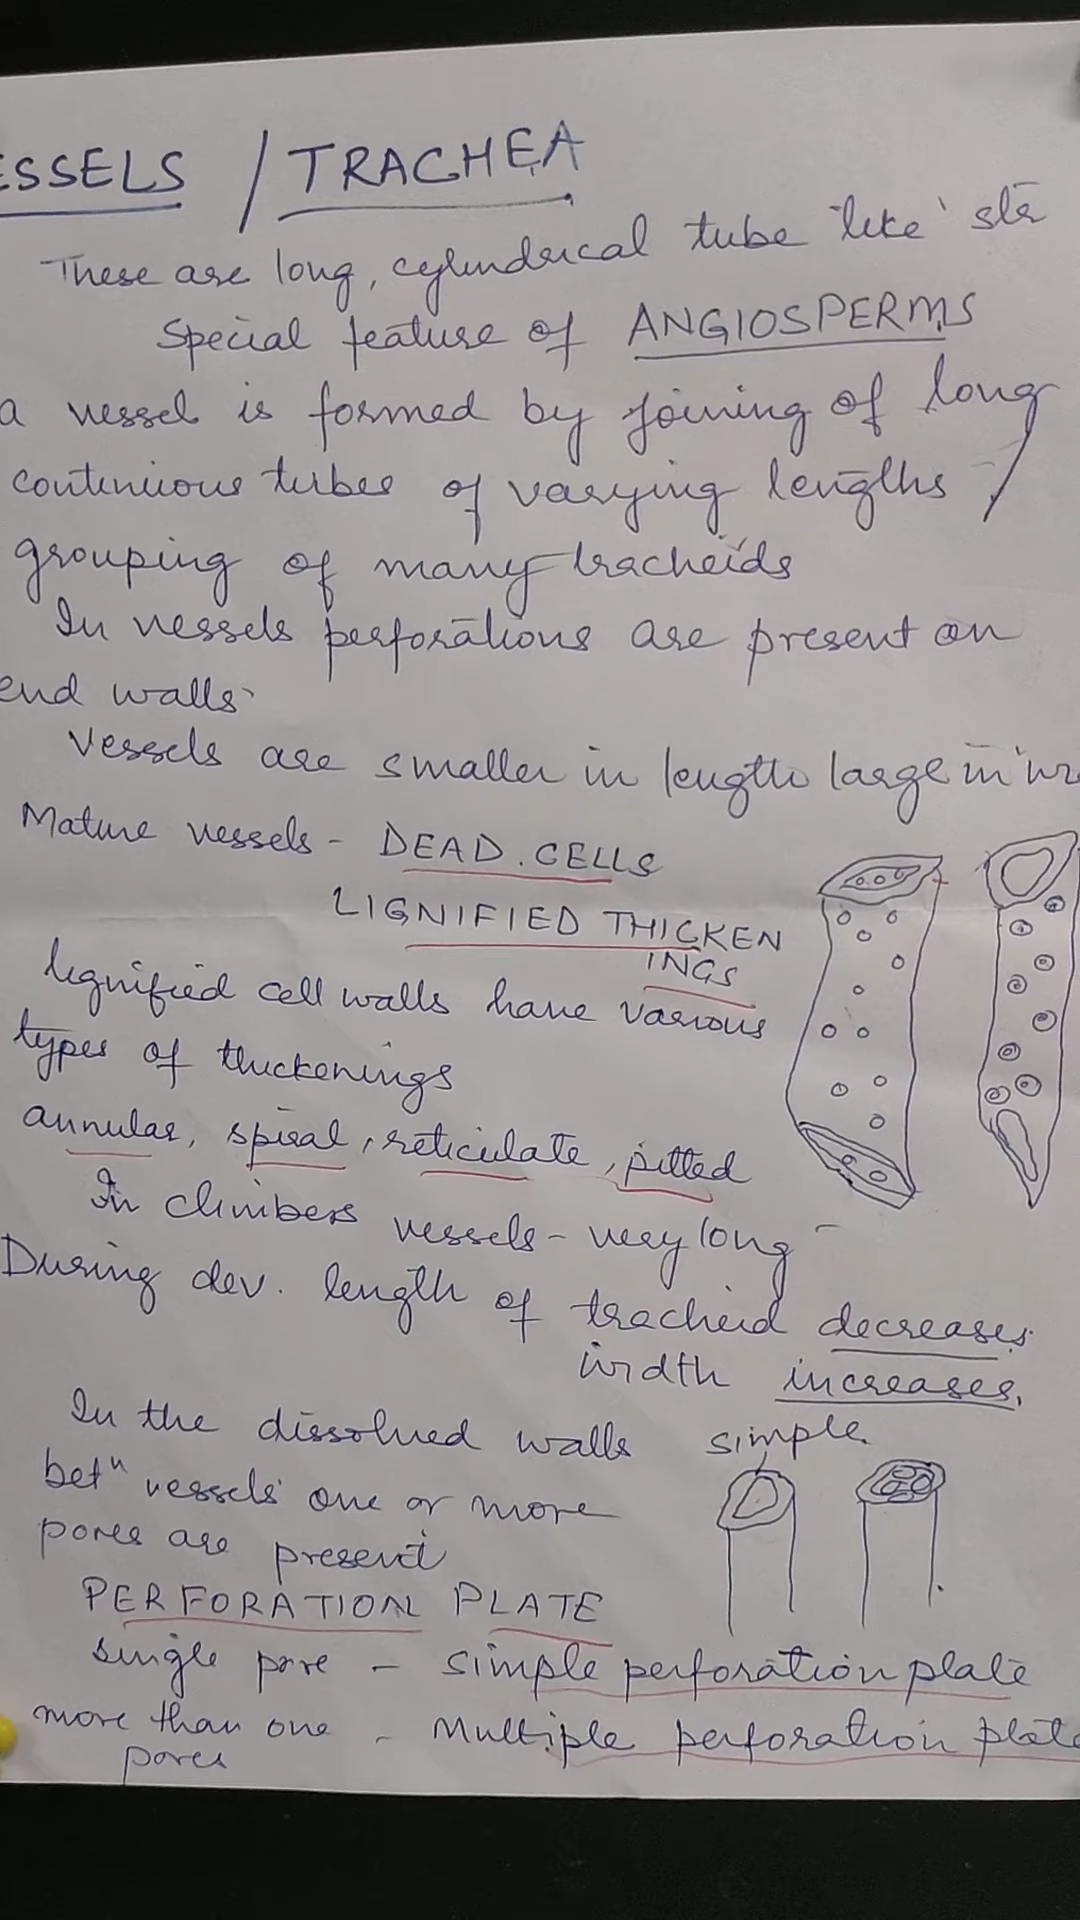 ESSELS / TRACHEA
These are long, cylinderical tube 'like' str
Special feature of ANGIOSPERMS
a vessel is formed by joining of long
continuous tubes of varying lengths /
grouping of many tracheids
In vessels perforations are present on
end walls.
Vessels are smaller in length large in w
Mature vessels - DEAD CELLS
LIGNIFIED THICKEN
INGS
lignified cell walls have various
types of thickenings
annular, spiral, reticulate, pitted
In climbers vessels - very long -
During dev. length of tracheid decreases.
width increases.
In the dissolved walls simple.
betⁿ vessels one or more
pores are present
PERFORATION PLATE
single pore - simple perforation plate
more than one - Multiple perforation plate
pores